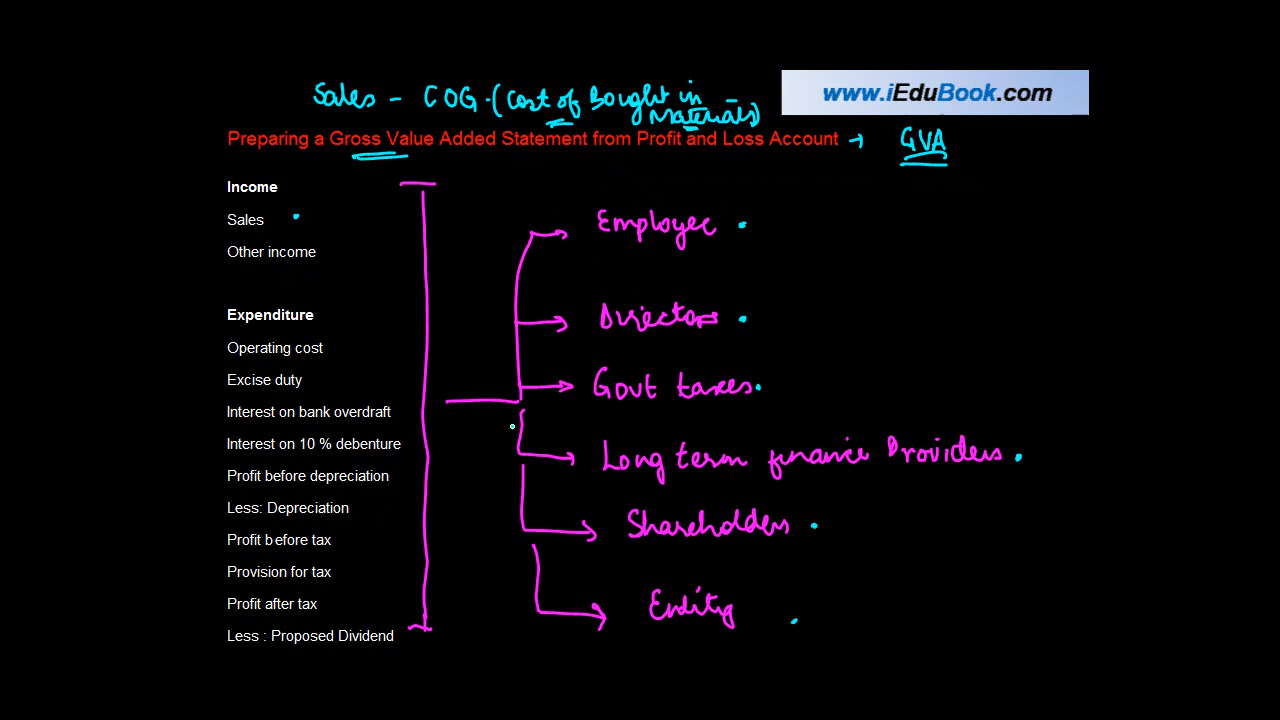 Sales - COG. (Cost of Bought in Materials)
www.iEduBook.com
Preparing a Gross Value Added Statement from Profit and Loss Account → GVA
Income
Sales
Other income
Expenditure
Operating cost
Excise duty
Interest on bank overdraft
Interest on 10 % debenture
Profit before depreciation
Less: Depreciation
Profit before tax
Provision for tax
Profit after tax
Less : Proposed Dividend
Employee
Directors
Govt taxes
Long term finance Providers
Shareholders
Entity